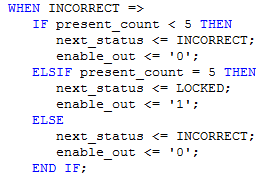 WHEN INCORRECT =>
IF present_count < 5 THEN
next_status <= INCORRECT;
enable_out <= '0';
ELSIF present_count = 5 THEN
next_status <= LOCKED;
enable_out <= '1';
ELSE
next_status <= INCORRECT;
enable_out <= '0';
END IF;